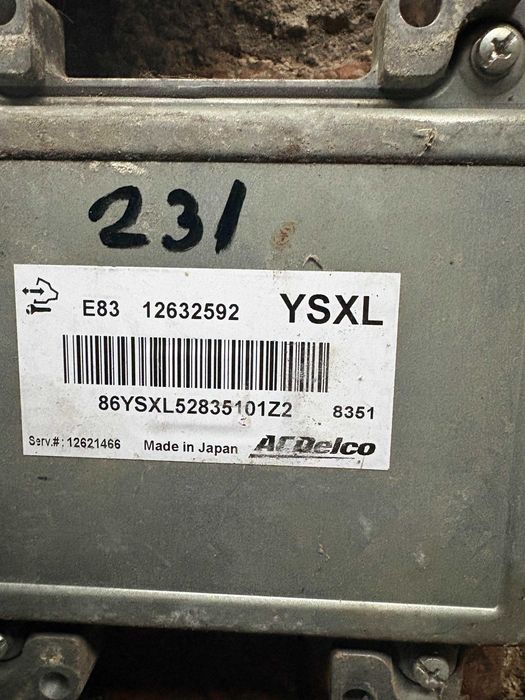 231
E83 12632592 YSXL
86YSXL52835101Z2 8351
Serv.#: 12621466 Made in Japan ACDelco